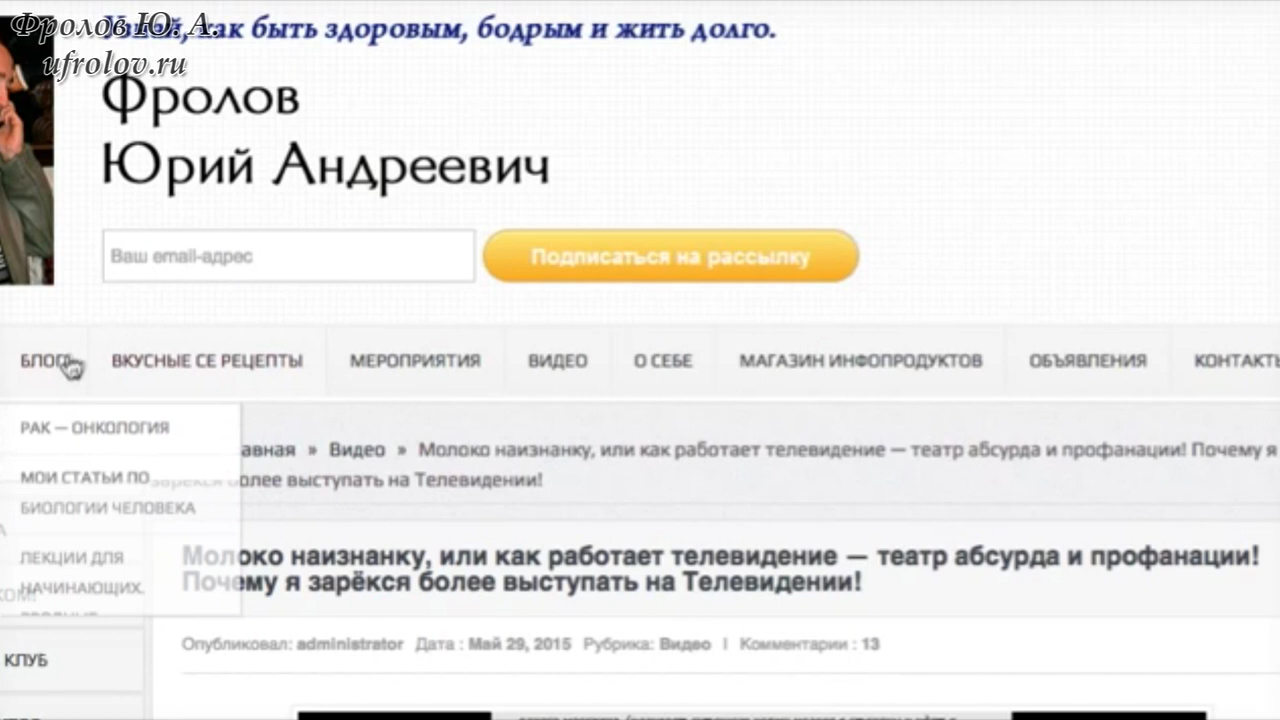 Фролов Ю. А.
ufrolov.ru
как быть здоровым, бодрым и жить долго.
Фролов
Юрий Андреевич
Ваш email-адрес
Подписаться на рассылку
БЛОГ ВКУСНЫЕ СЕ РЕЦЕПТЫ МЕРОПРИЯТИЯ ВИДЕО О СЕБЕ МАГАЗИН ИНФОПРОДУКТОВ ОБЪЯВЛЕНИЯ КОНТАКТЫ
РАК — ОНКОЛОГИЯ
МОИ СТАТЬИ ПО
БИОЛОГИИ ЧЕЛОВЕКА
ЛЕКЦИИ ДЛЯ
НАЧИНАЮЩИХ.
авная » Видео » Молоко наизнанку, или как работает телевидение — театр абсурда и профанации! Почему я
зарёкся более выступать на Телевидении!
Молоко наизнанку, или как работает телевидение — театр абсурда и профанации!
Почему я зарёкся более выступать на Телевидении!
Опубликовал: administrator Дата : Май 29, 2015 Рубрика: Видео | Комментарии : 13
КЛУБ